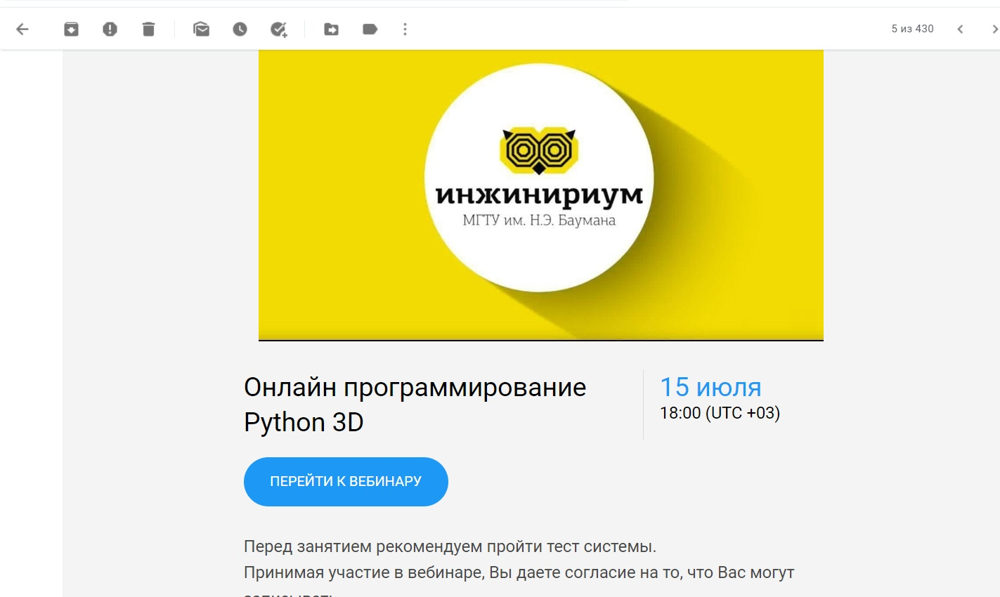 5 из 430
инжинириум
МГТУ им. Н.Э. Баумана
Онлайн программирование
Python 3D
15 июля
18:00 (UTC +03)
ПЕРЕЙТИ К ВЕБИНАРУ
Перед занятием рекомендуем пройти тест системы.
Принимая участие в вебинаре, Вы даете согласие на то, что Вас могут